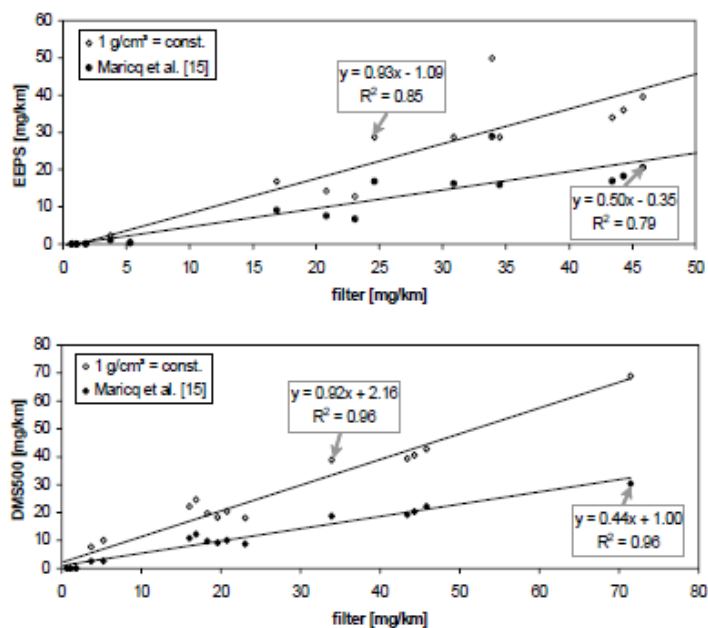 60
50
40
30
20
10
0
EEPS [mg/km]
◇ 1 g/cm³ = const.
● Maricq et al. [15]
y = 0.93x - 1.09
R² = 0.85
y = 0.50x - 0.35
R² = 0.79
0 5 10 15 20 25 30 35 40 45 50
filter [mg/km]
80
70
60
50
40
30
20
10
0
DMS500 [mg/km]
◇ 1 g/cm³ = const.
● Maricq et al. [15]
y = 0.92x + 2.16
R² = 0.96
y = 0.44x + 1.00
R² = 0.96
0 10 20 30 40 50 60 70 80
filter [mg/km]